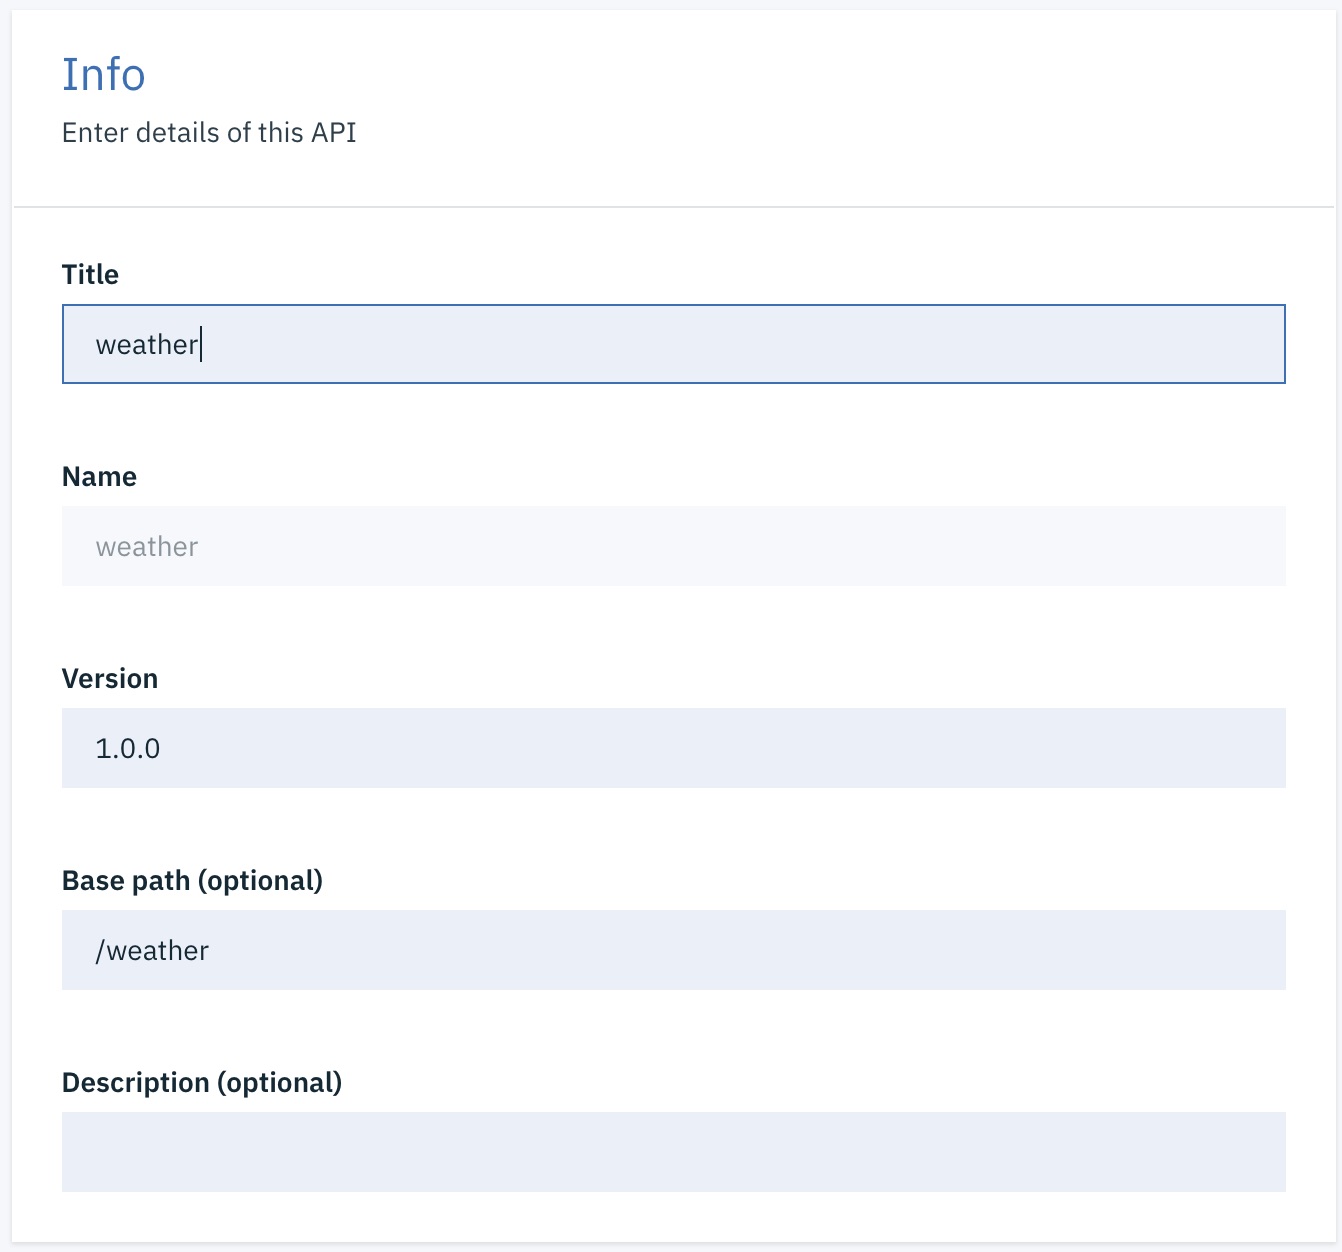 Info
Enter details of this API
Title
weather
Name
weather
Version
1.0.0
Base path (optional)
/weather
Description (optional)